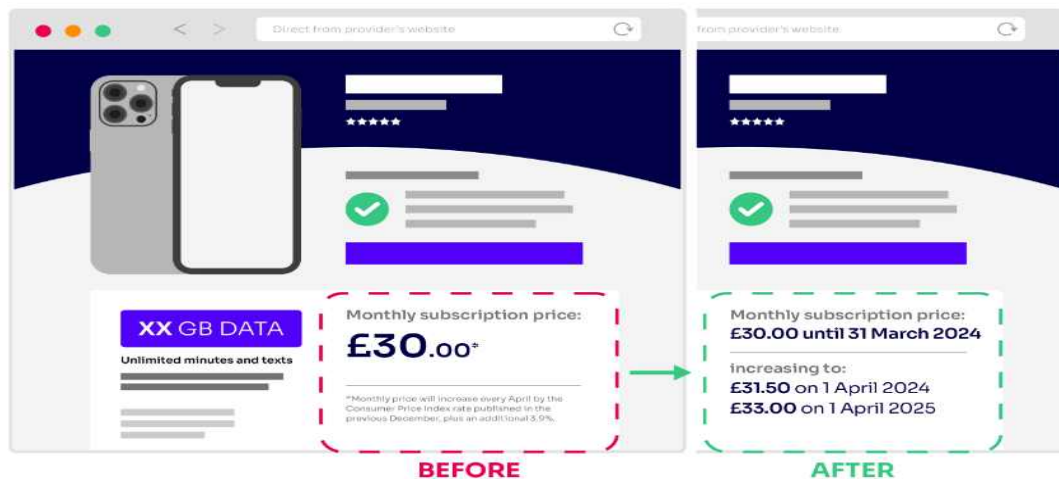 Direct from provider's website
from provider's website
XX GB DATA
Unlimited minutes and texts
Monthly subscription price:
£30.00*
*Monthly price will increase every April by the
Consumer Price Index rate published in the
previous December, plus an additional 3.9%.
BEFORE
Monthly subscription price:
£30.00 until 31 March 2024
increasing to:
£31.50 on 1 April 2024
£33.00 on 1 April 2025
AFTER